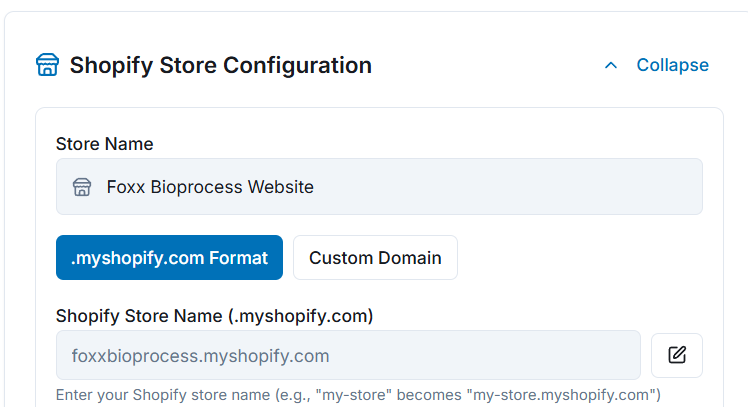 Shopify Store Configuration
Collapse
Store Name
Foxx Bioprocess Website
.myshopify.com Format
Custom Domain
Shopify Store Name (.myshopify.com)
foxxbioprocess.myshopify.com
Enter your Shopify store name (e.g., "my-store" becomes "my-store.myshopify.com")